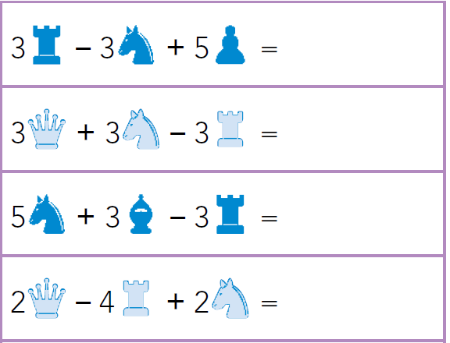 3♜ – 3♞ + 5♟ =
3♕ + 3♘ – 3♖ =
5♞ + 3♝ – 3♜ =
2♕ – 4♖ + 2♘ =